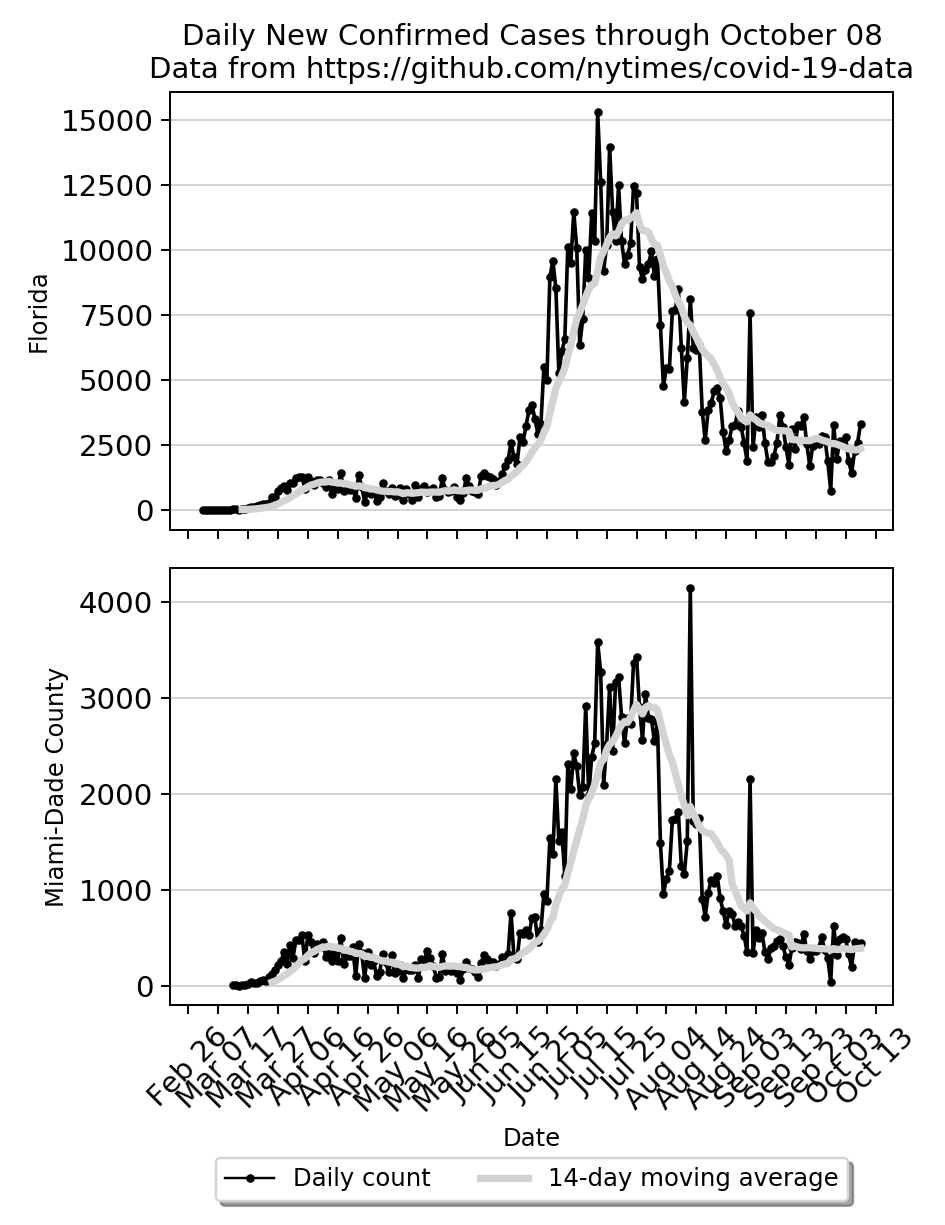 Daily New Confirmed Cases through October 08
Data from https://github.com/nytimes/covid-19-data
15000
12500
10000
7500
5000
2500
0
Florida
4000
3000
2000
1000
0
Miami-Dade County
Feb 26
Mar 07
Mar 17
Mar 27
Apr 06
Apr 16
Apr 26
May 06
May 16
May 26
Jun 05
Jun 15
Jun 25
Jul 05
Jul 15
Jul 25
Aug 04
Aug 14
Aug 24
Sep 03
Sep 13
Sep 23
Oct 03
Oct 13
Date
Daily count
14-day moving average